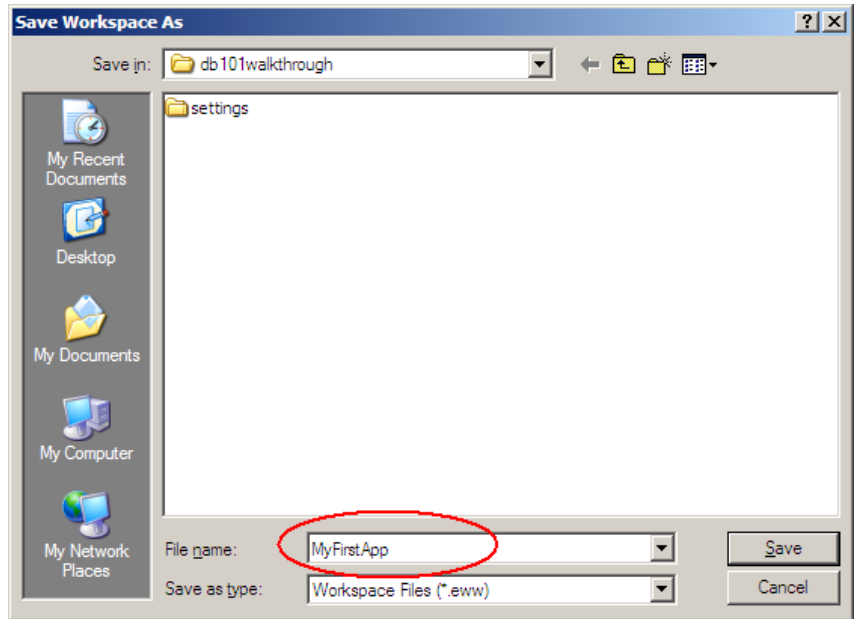 Save Workspace As
Save in: db101walkthrough
settings
My Recent
Documents
Desktop
My Documents
My Computer
My Network
Places
File name: MyFirstApp Save
Save as type: Workspace Files (*.eww) Cancel